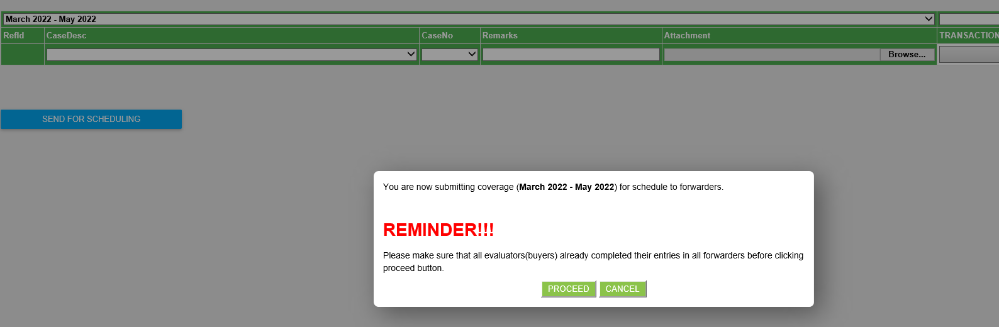 March 2022 - May 2022
RefId CaseDesc CaseNo Remarks Attachment TRANSACTION
Browse...
SEND FOR SCHEDULING
You are now submitting coverage (March 2022 - May 2022) for schedule to forwarders.
REMINDER!!!
Please make sure that all evaluators(buyers) already completed their entries in all forwarders before clicking
proceed button.
PROCEED CANCEL